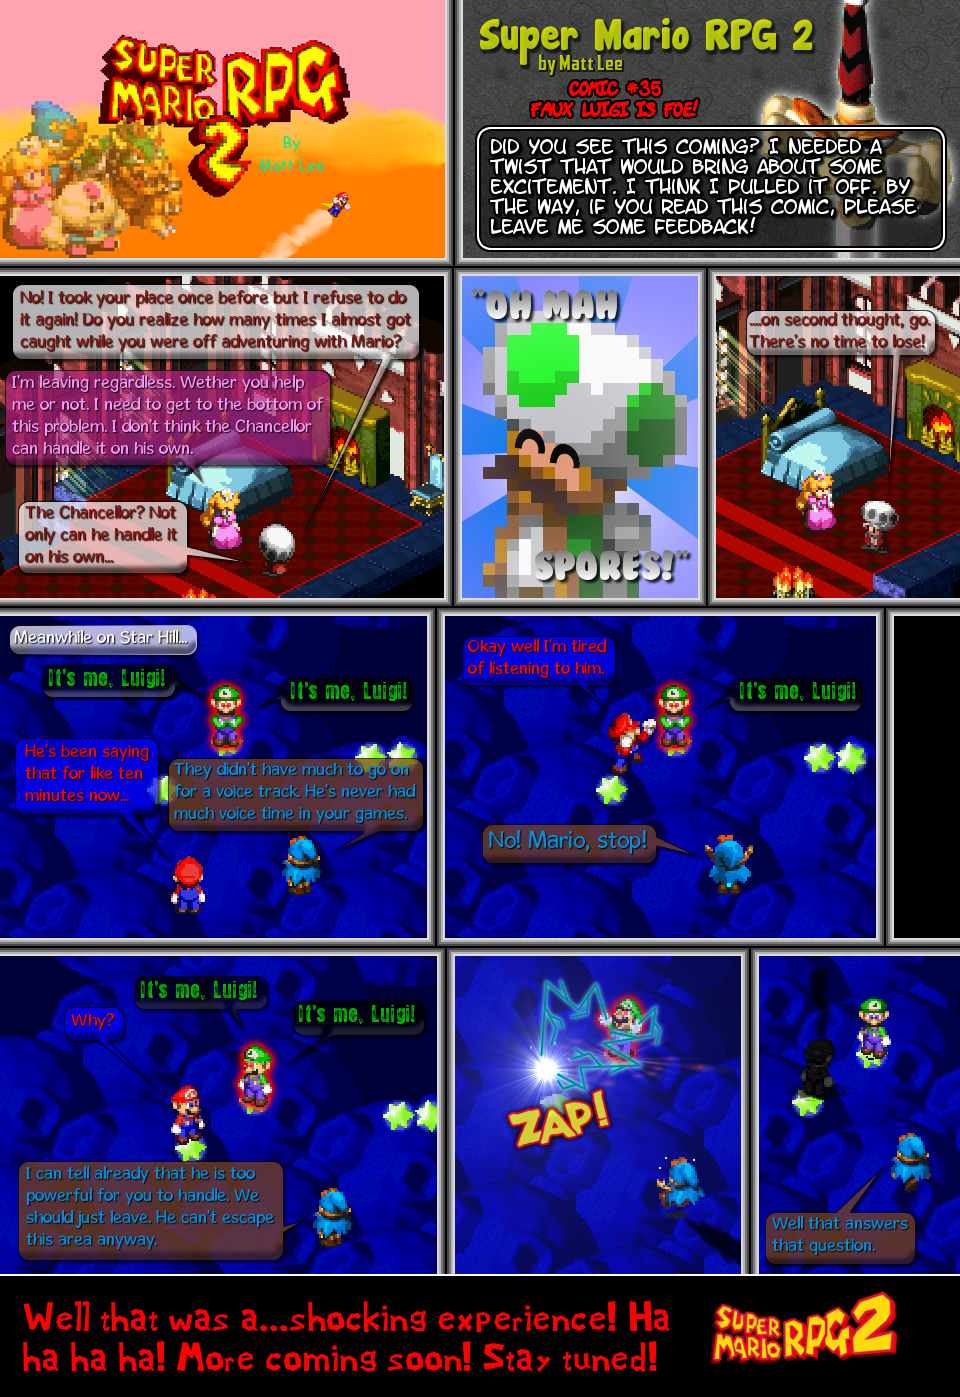 SUPER
MARIO RPG
2
By
Matt Lee
Super Mario RPG 2
by Matt Lee
COMIC #35
FAUX LUIGI IS FOE!
DID YOU SEE THIS COMING? I NEEDED A
TWIST THAT WOULD BRING ABOUT SOME
EXCITEMENT. I THINK I PULLED IT OFF. BY
THE WAY, IF YOU READ THIS COMIC, PLEASE
LEAVE ME SOME FEEDBACK!
No! I took your place once before but I refuse to do
it again! Do you realize how many times I almost got
caught while you were off adventuring with Mario?
I'm leaving regardless. Wether you help
me or not. I need to get to the bottom of
this problem. I don't think the Chancellor
can handle it on his own.
The Chancellor? Not
only can he handle it
on his own...
"OH MAH
SPORES!"
....on second thought, go.
There's no time to lose!
Meanwhile on Star Hill...
It's me, Luigi!
It's me, Luigi!
He's been saying
that for like ten
minutes now...
They didn't have much to go on
for a voice track. He's never had
much voice time in your games.
Okay well I'm tired
of listening to him.
It's me, Luigi!
No! Mario, stop!
It's me, Luigi!
It's me, Luigi!
Why?
I can tell already that he is too
powerful for you to handle. We
should just leave. He can't escape
this area anyway.
ZAP!
Well that answers
that question.
Well that was a...shocking experience! Ha
ha ha ha! More coming soon! Stay tuned!
SUPER
MARIO RPG 2